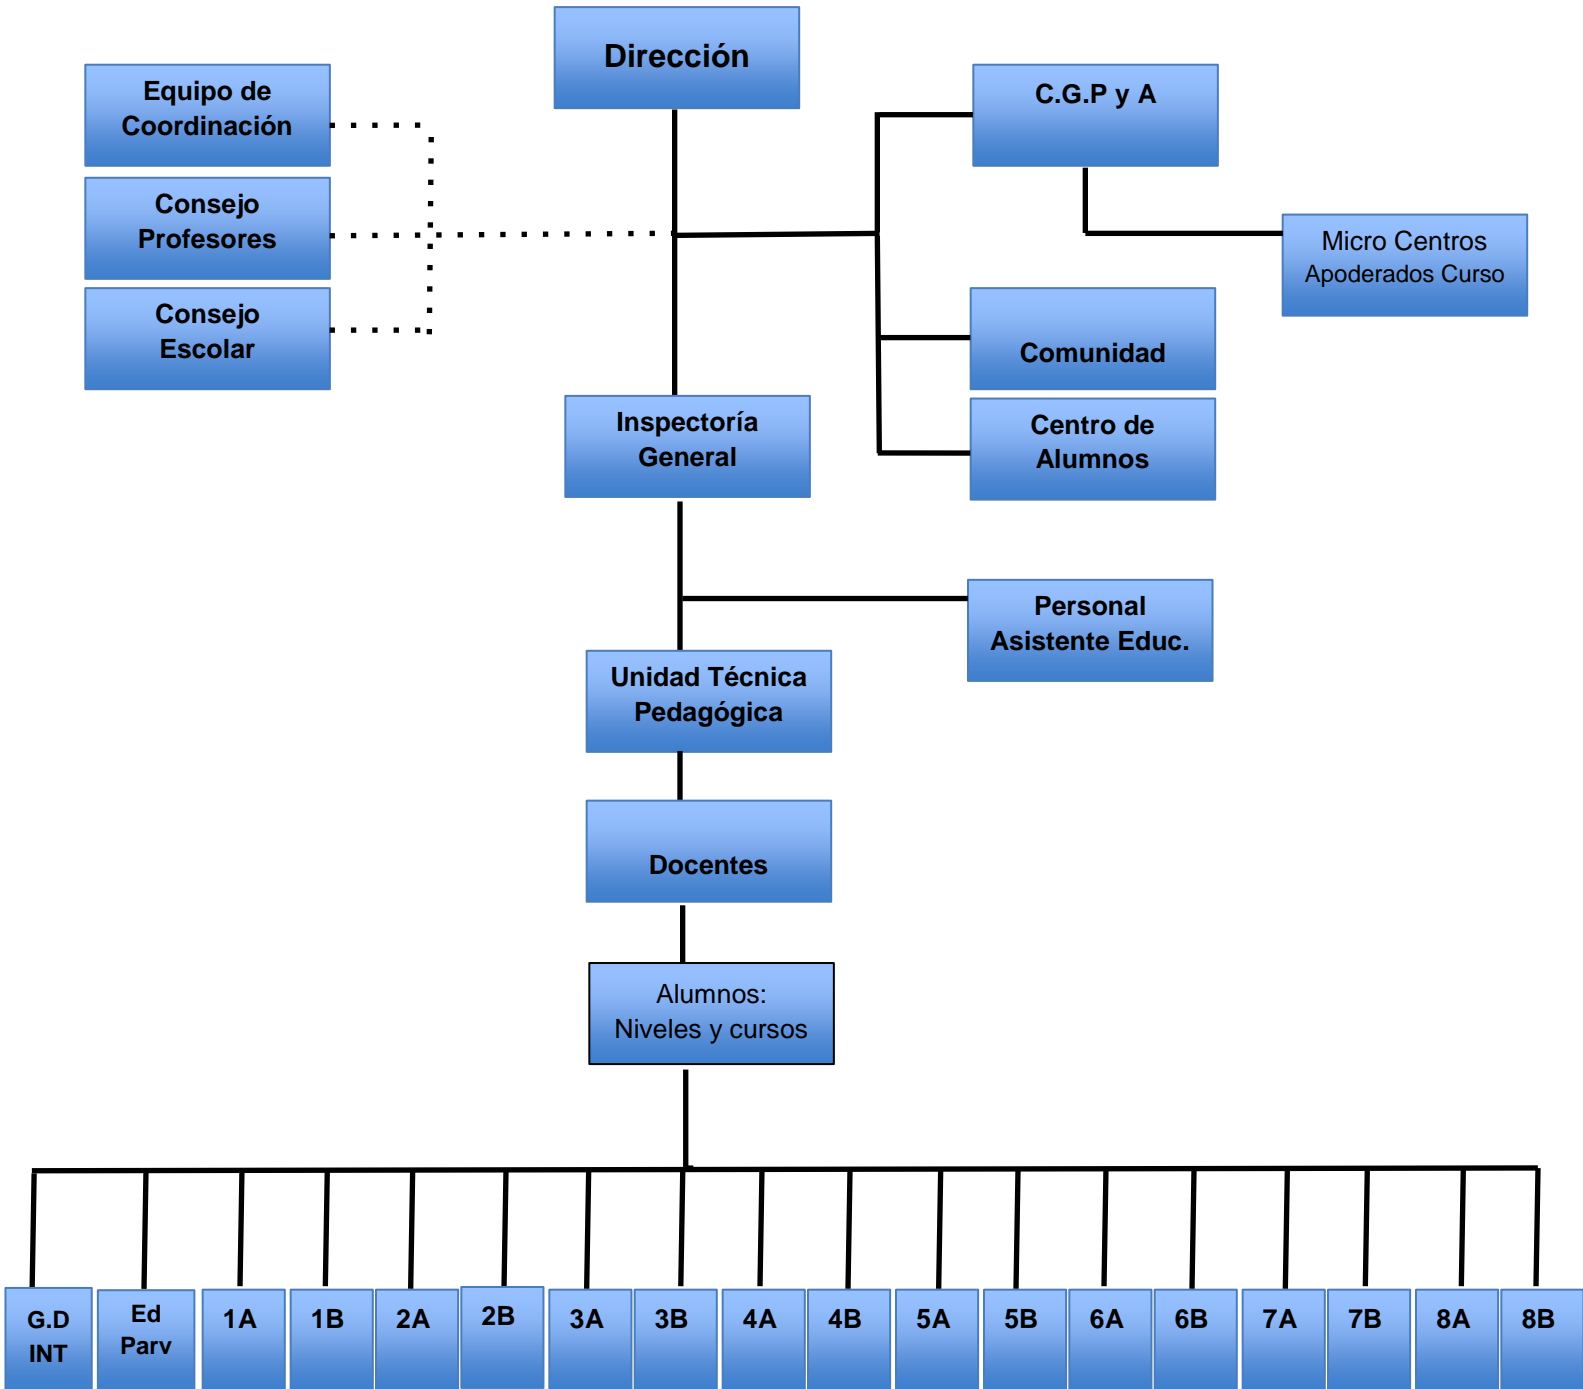 Dirección
Equipo de
Coordinación
C.G.P y A
Consejo
Profesores
Micro Centros
Apoderados Curso
Consejo
Escolar
Comunidad
Inspectoría
General
Centro de
Alumnos
Personal
Asistente Educ.
Unidad Técnica
Pedagógica
Docentes
Alumnos:
Niveles y cursos
G.D
INT
Ed
Parv
1A
1B
2A
2B
3A
3B
4A
4B
5A
5B
6A
6B
7A
7B
8A
8B